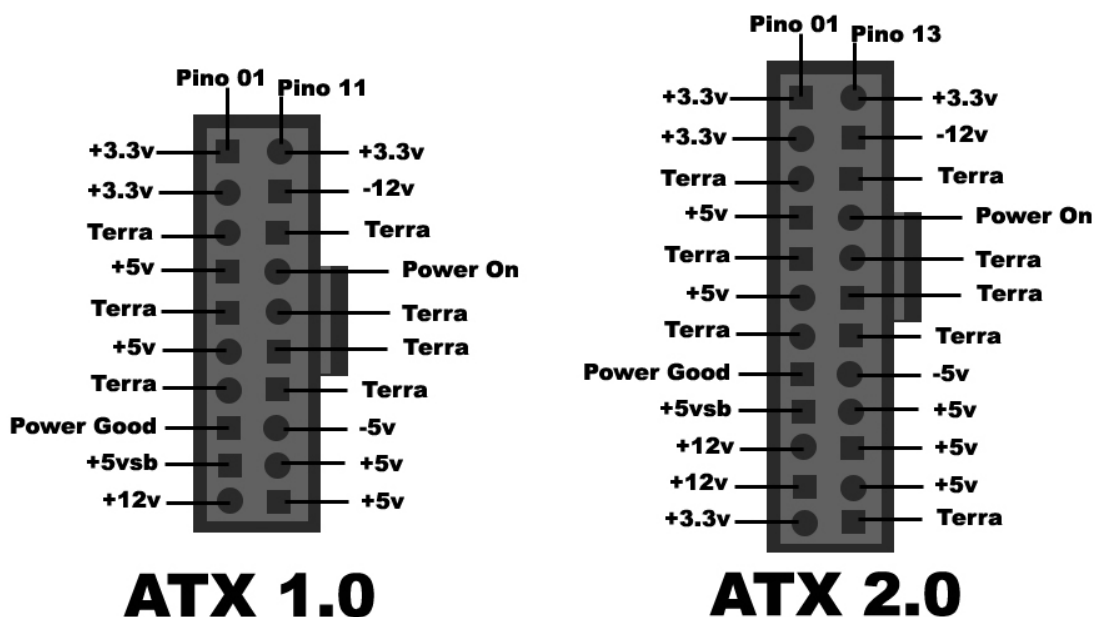 Pino 01
Pino 11
+3.3v
+3.3v
+3.3v
-12v
Terra
Terra
+5v
Power On
Terra
Terra
+5v
Terra
Terra
Terra
Power Good
-5v
+5vsb
+5v
+12v
+5v
ATX 1.0
Pino 01
Pino 13
+3.3v
+3.3v
+3.3v
-12v
Terra
Terra
+5v
Power On
Terra
Terra
+5v
Terra
Terra
Terra
Power Good
-5v
+5vsb
+5v
+12v
+5v
+12v
+5v
+3.3v
Terra
ATX 2.0